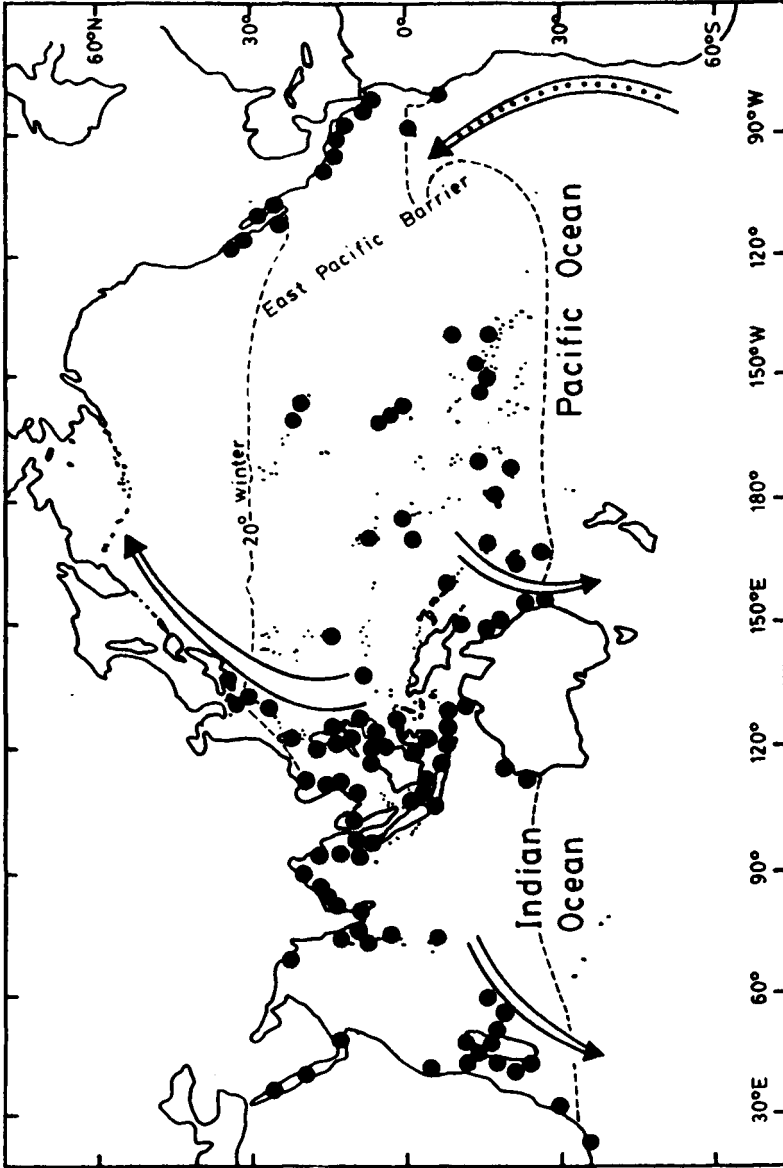 60°N
30°
0°
30°
60°S
20° winter
East Pacific Barrier
Pacific Ocean
Indian
Ocean
30°E
60°
90°
120°
150°E
180°
150°W
120°
90°W